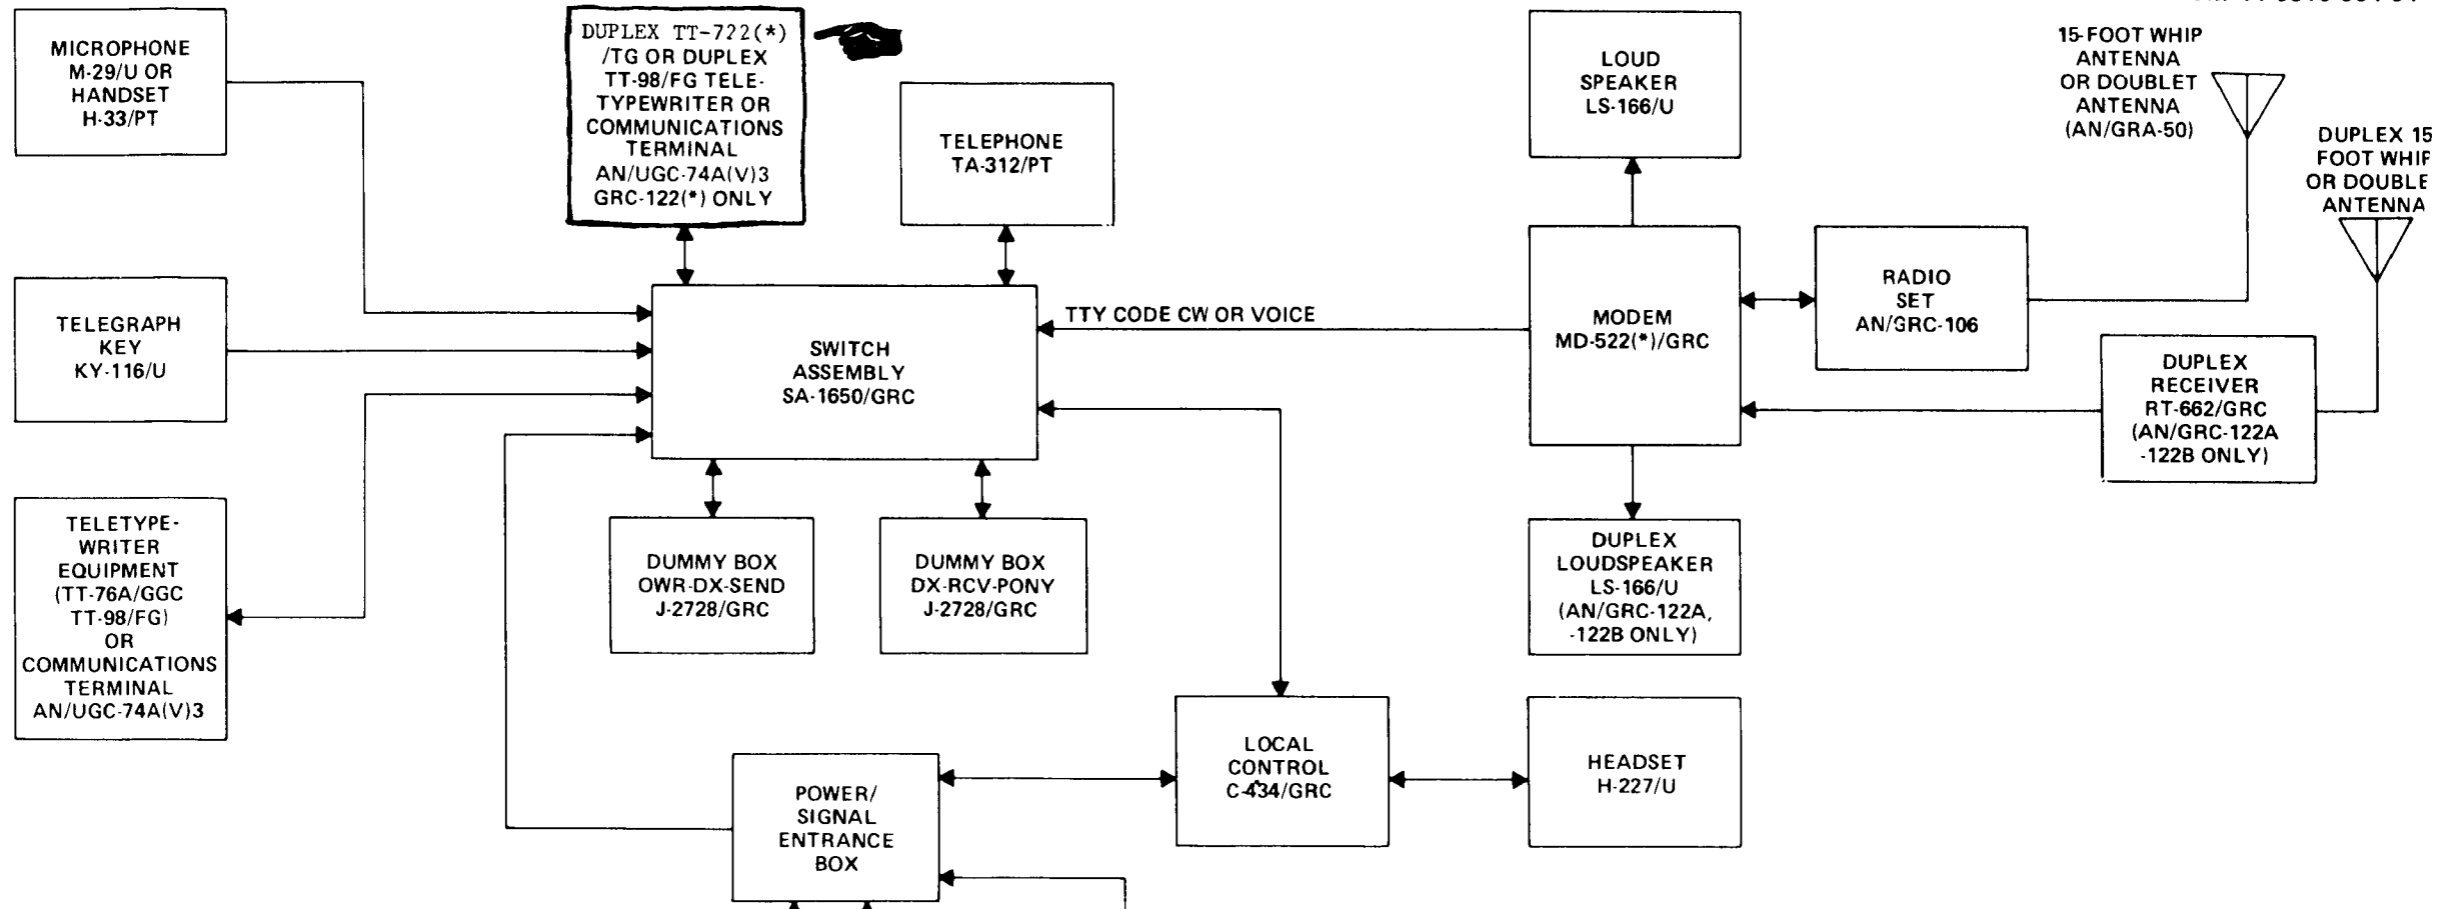 MICROPHONE
M-29/U OR
HANDSET
H-33/PT
DUPLEX TT-722(*)
/TG OR DUPLEX
TT-98/FG TELE-
TYPEWRITER OR
COMMUNICATIONS
TERMINAL
AN/UGC-74A(V)3
GRC-122(*) ONLY
TELEPHONE
TA-312/PT
LOUD
SPEAKER
LS-166/U
15-FOOT WHIP
ANTENNA
OR DOUBLET
ANTENNA
(AN/GRA-50)
DUPLEX 15
FOOT WHIP
OR DOUBLE
ANTENNA
TELEGRAPH
KEY
KY-116/U
SWITCH
ASSEMBLY
SA-1650/GRC
TTY CODE CW OR VOICE
MODEM
MD-522(*)/GRC
RADIO
SET
AN/GRC-106
DUPLEX
RECEIVER
RT-662/GRC
(AN/GRC-122A
-122B ONLY)
TELETYPE-
WRITER
EQUIPMENT
(TT-76A/GGC
TT-98/FG)
OR
COMMUNICATIONS
TERMINAL
AN/UGC-74A(V)3
DUMMY BOX
OWR-DX-SEND
J-2728/GRC
DUMMY BOX
DX-RCV-PONY
J-2728/GRC
DUPLEX
LOUDSPEAKER
LS-166/U
(AN/GRC-122A,
-122B ONLY)
POWER/
SIGNAL
ENTRANCE
BOX
LOCAL
CONTROL
C-434/GRC
HEADSET
H-227/U